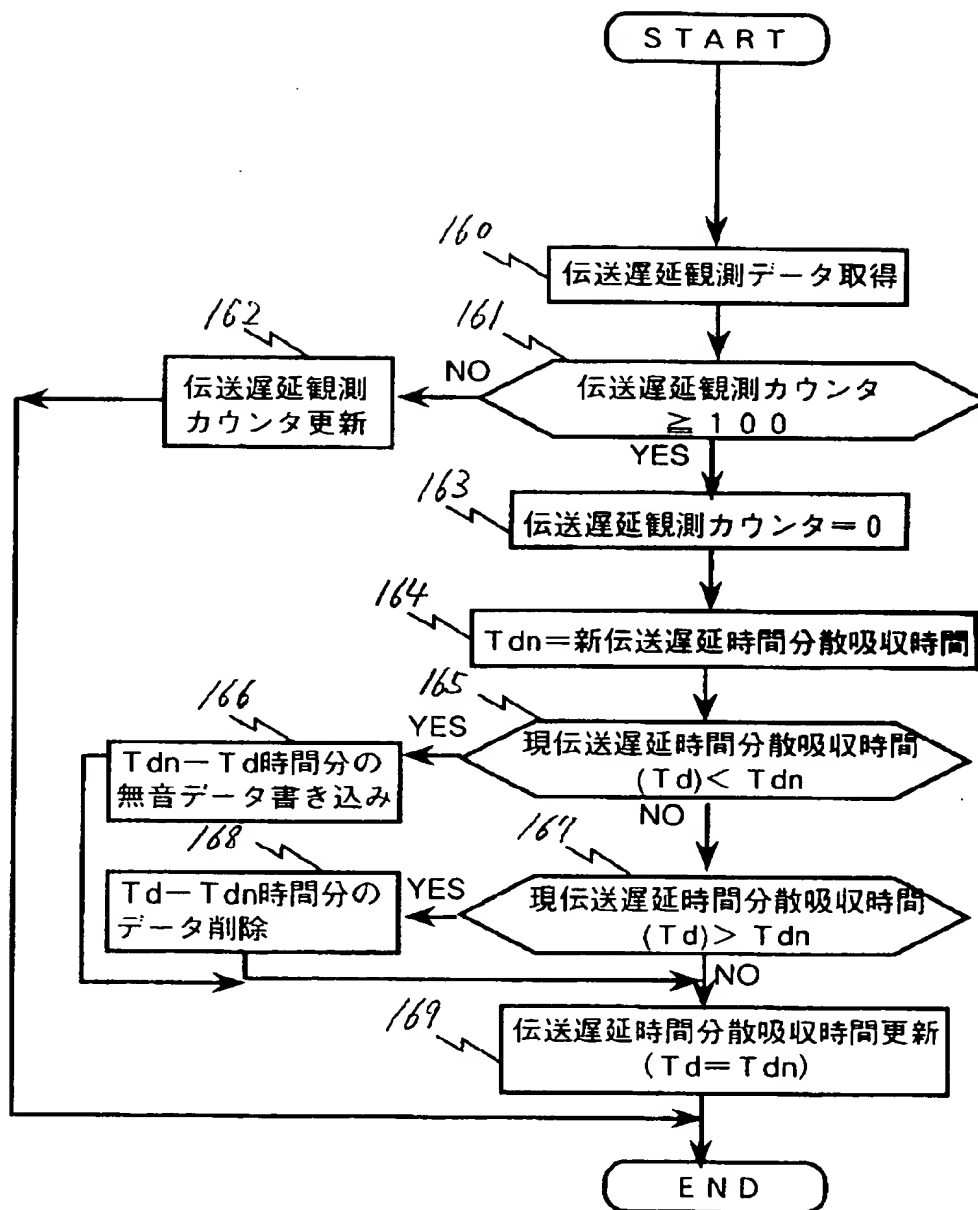 START
160
伝送遅延観測データ取得
162
161
伝送遅延観測
カウンタ更新
NO
伝送遅延観測カウンタ
≧100
YES
163
伝送遅延観測カウンタ=0
164
Tdn=新伝送遅延時間分散吸収時間
166
165
Tdn-Td時間分の
無音データ書き込み
YES
現伝送遅延時間分散吸収時間
(Td)<Tdn
NO
168
167
Td-Tdn時間分の
データ削除
YES
現伝送遅延時間分散吸収時間
(Td)>Tdn
NO
169
伝送遅延時間分散吸収時間更新
(Td=Tdn)
END